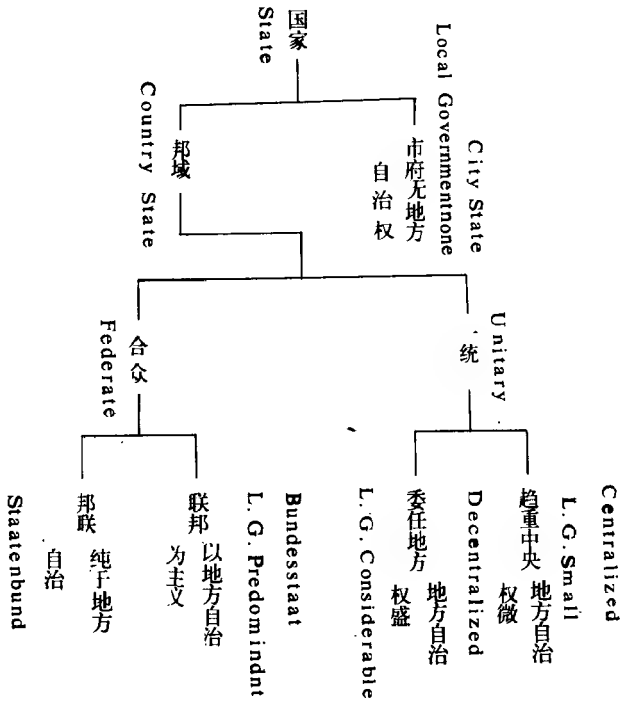 国家
State
City State
Local Governmentnone
市府无地方
自治权
邦域
Country State
Unitary
统
合众
Federate
Centralized
L. G. Small
趋重中央 地方自治
权微
Decentralized
委任地方 地方自治
权盛
L. G. Considerable
Bundesstaat
L. G. Predomindnt
联邦 以地方自治
为主义
邦联 纯于地方
自治
Staatenbund